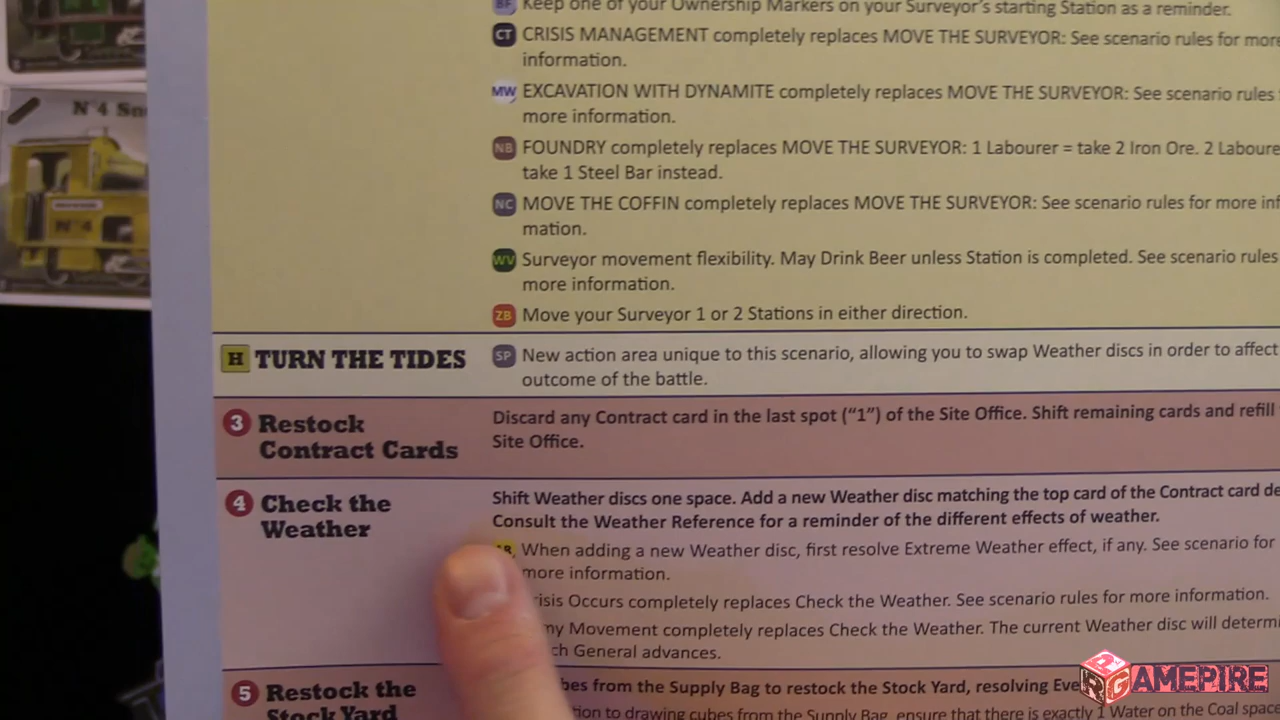 BF Keep one of your Ownership Markers on your Surveyor's starting Station as a reminder.
CT CRISIS MANAGEMENT completely replaces MOVE THE SURVEYOR: See scenario rules for more
information.
MW EXCAVATION WITH DYNAMITE completely replaces MOVE THE SURVEYOR: See scenario rules
more information.
NB FOUNDRY completely replaces MOVE THE SURVEYOR: 1 Labourer = take 2 Iron Ore. 2 Laboure
take 1 Steel Bar instead.
NC MOVE THE COFFIN completely replaces MOVE THE SURVEYOR: See scenario rules for more inf
mation.
WV Surveyor movement flexibility. May Drink Beer unless Station is completed. See scenario rules
more information.
ZB Move your Surveyor 1 or 2 Stations in either direction.
H TURN THE TIDES
SP New action area unique to this scenario, allowing you to swap Weather discs in order to affect
outcome of the battle.
3 Restock
Contract Cards
Discard any Contract card in the last spot ("1") of the Site Office. Shift remaining cards and refill
Site Office.
4 Check the
Weather
Shift Weather discs one space. Add a new Weather disc matching the top card of the Contract card de
Consult the Weather Reference for a reminder of the different effects of weather.
When adding a new Weather disc, first resolve Extreme Weather effect, if any. See scenario for
more information.
risis Occurs completely replaces Check the Weather. See scenario rules for more information.
my Movement completely replaces Check the Weather. The current Weather disc will determi
ch General advances.
5 Restock the
Stock Yard
bes from the Supply Bag to restock the Stock Yard, resolving Eve
tion to drawing cubes from the Supply Bag, ensure that there is exactly 1 Water on the Coal space
Nº4 Sno
Nº4
GAMEPIRE